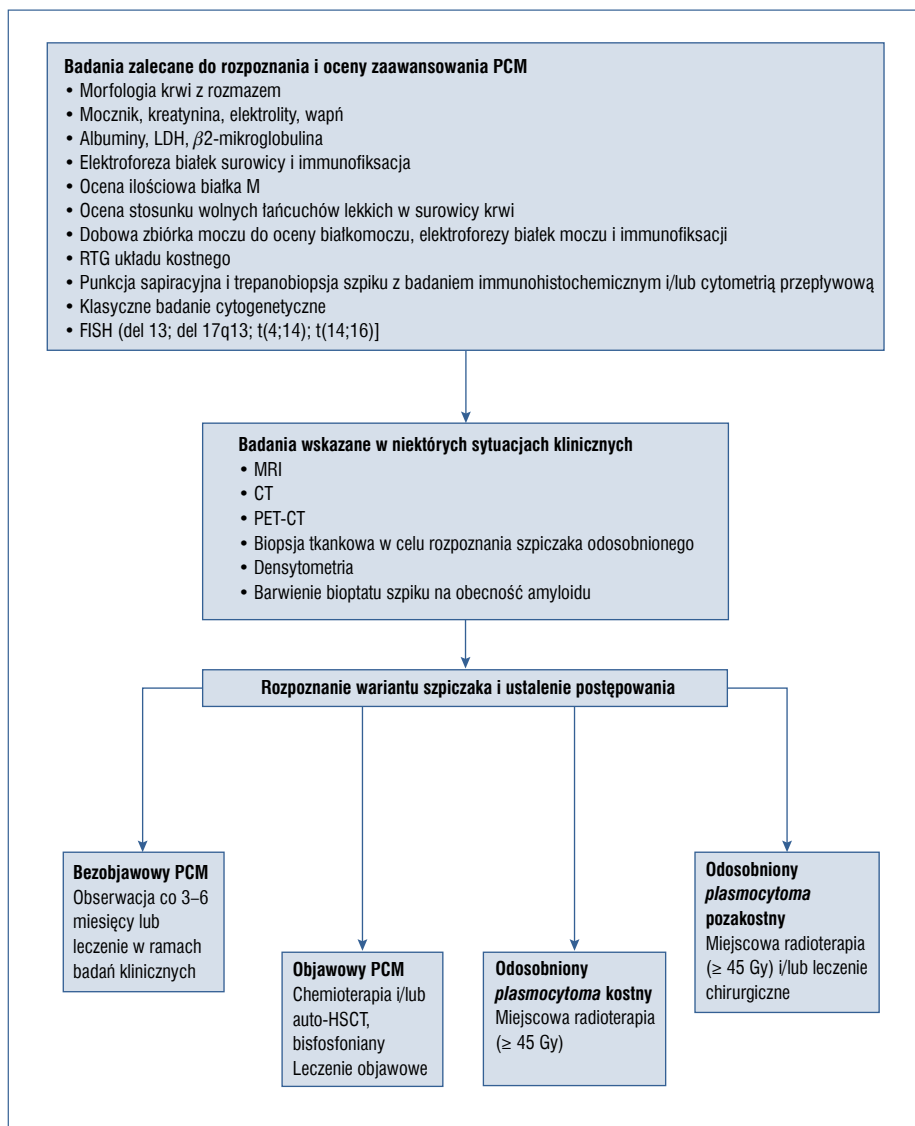 Badania zalecane do rozpoznania i oceny zaawansowania PCM
• Morfologia krwi z rozmazem
• Mocznik, kreatynina, elektrolity, wapń
• Albuminy, LDH, β2-mikroglobulina
• Elektroforeza białek surowicy i immunofiksacja
• Ocena ilościowa białka M
• Ocena stosunku wolnych łańcuchów lekkich w surowicy krwi
• Dobowa zbiórka moczu do oceny białkomoczu, elektroforezy białek moczu i immunofiksacji
• RTG układu kostnego
• Punkcja sapiracyjna i trepanobiopsja szpiku z badaniem immunohistochemicznym i/lub cytometrią przepływową
• Klasyczne badanie cytogenetyczne
• FISH (del 13; del 17q13; t(4;14); t(14;16)]
Badania wskazane w niektórych sytuacjach klinicznych
• MRI
• CT
• PET-CT
• Biopsja tkankowa w celu rozpoznania szpiczaka odosobnionego
• Densytometria
• Barwienie bioptatu szpiku na obecność amyloidu
Rozpoznanie wariantu szpiczaka i ustalenie postępowania
Bezobjawowy PCM
Obserwacja co 3–6
miesięcy lub
leczenie w ramach
badań klinicznych
Objawowy PCM
Chemioterapia i/lub
auto-HSCT,
bisfosfoniany
Leczenie objawowe
Odosobniony
plasmocytoma kostny
Miejscowa radioterapia
(≥ 45 Gy)
Odosobniony
plasmocytoma
pozakostny
Miejscowa radioterapia
(≥ 45 Gy) i/lub leczenie
chirurgiczne